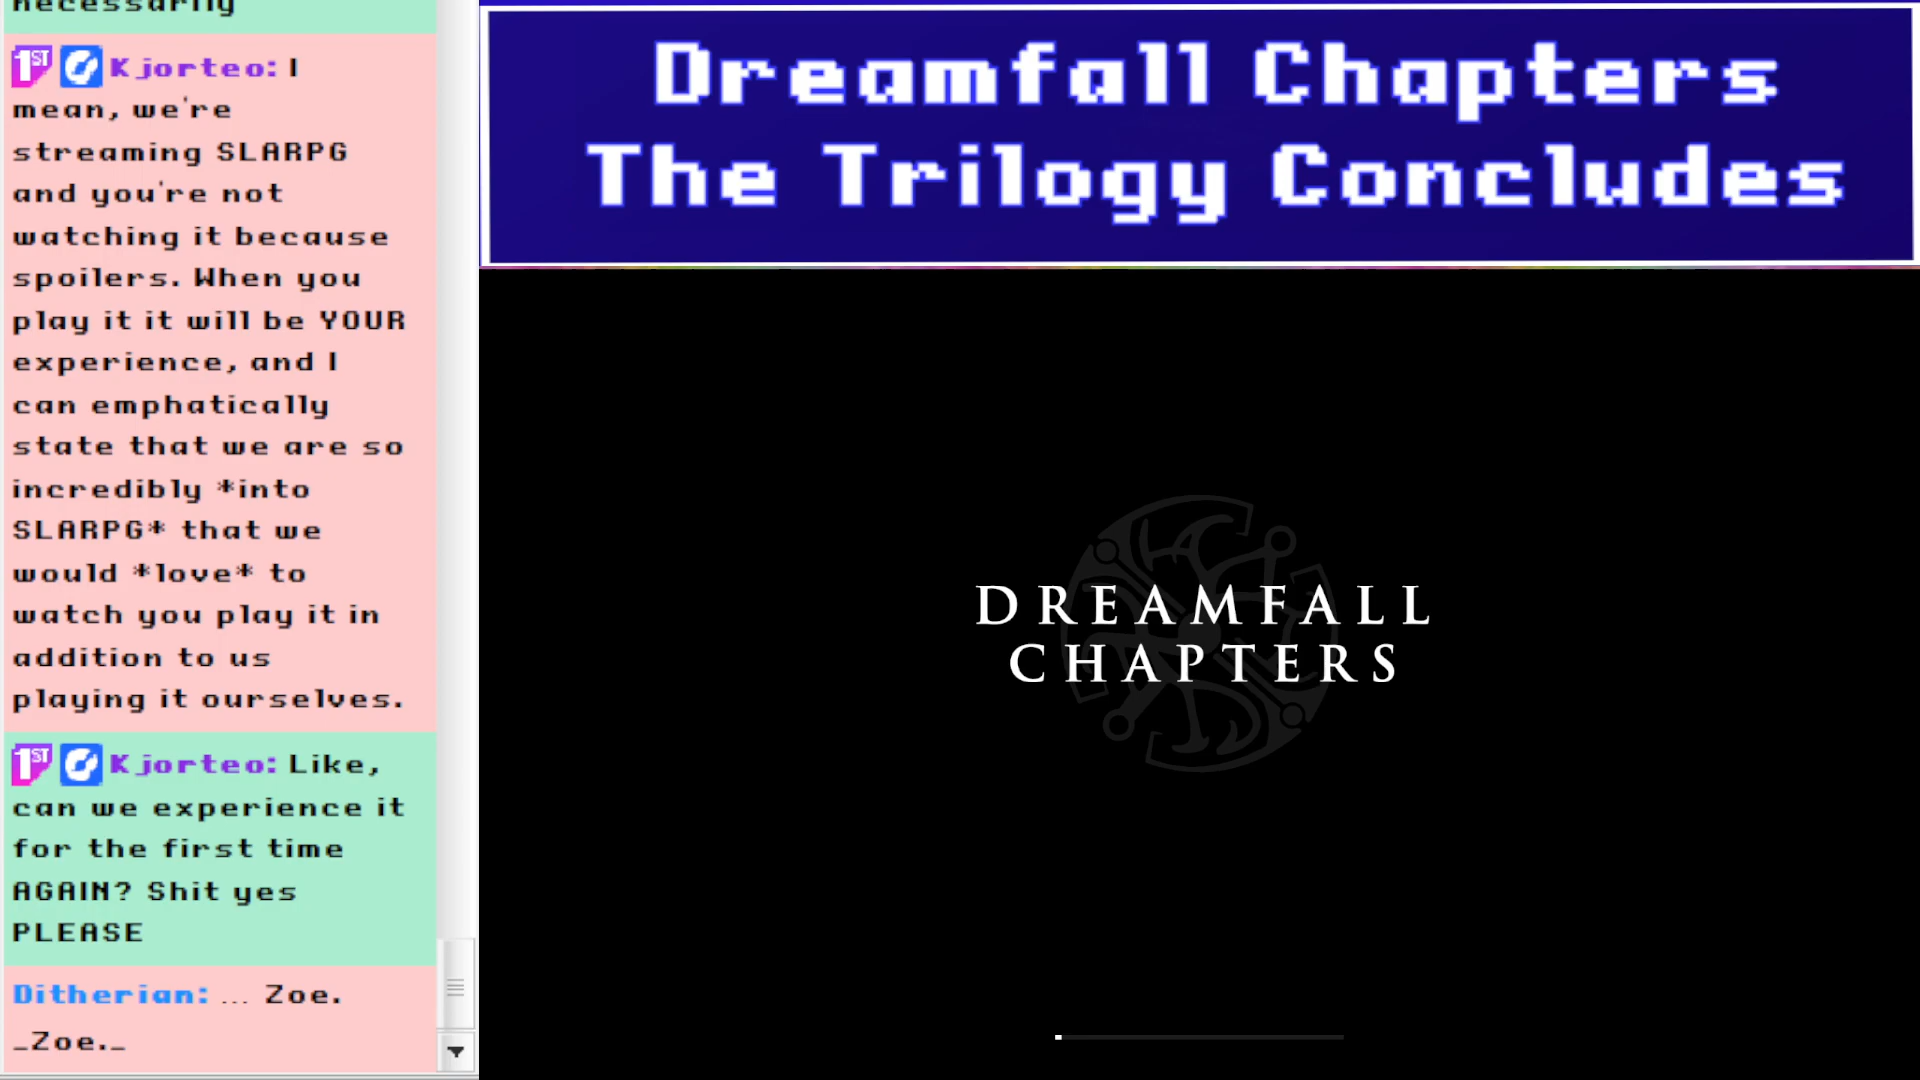 necessarily
1ST Kjorteo: I
mean, we're
streaming SLARPG
and you're not
watching it because
spoilers. When you
play it it will be YOUR
experience, and I
can emphatically
state that we are so
incredibly *into
SLARPG* that we
would *love* to
watch you play it in
addition to us
playing it ourselves.
1ST Kjorteo: Like,
can we experience it
for the first time
AGAIN? Shit yes
PLEASE
Ditherian: ... Zoe.
_Zoe._
Dreamfall Chapters
The Trilogy Concludes
DREAMFALL
CHAPTERS